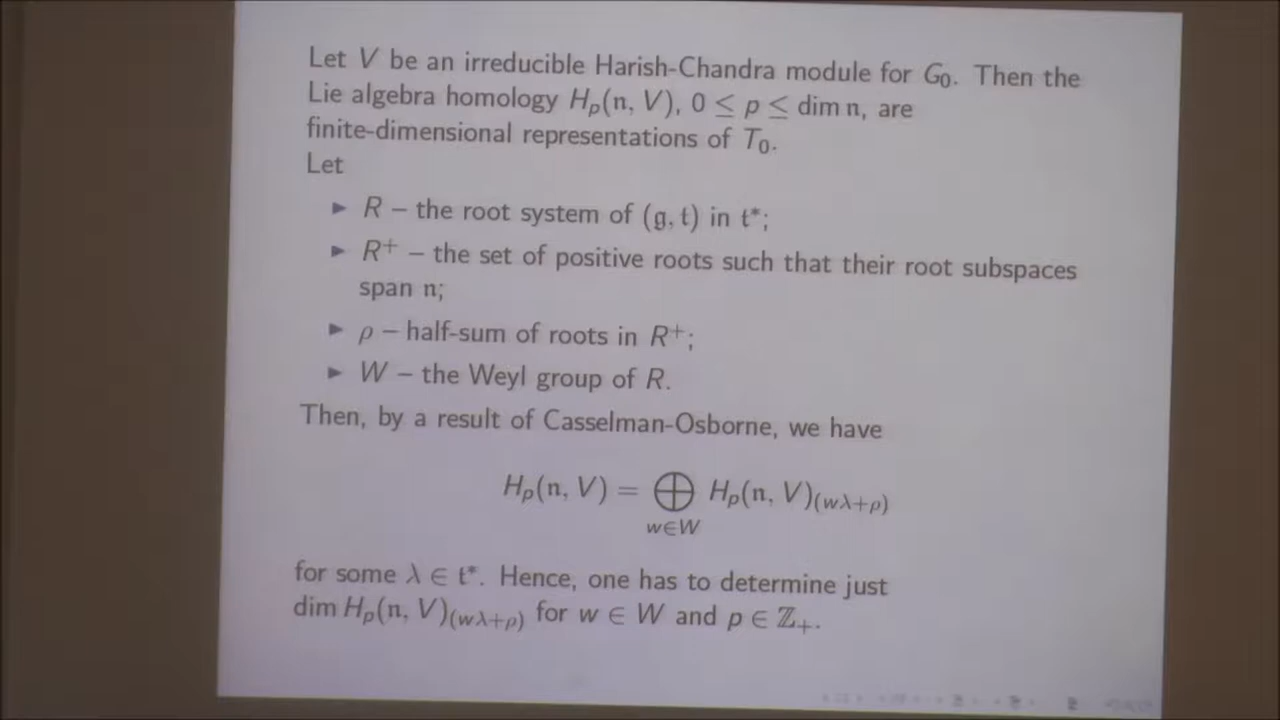 Let V be an irreducible Harish-Chandra module for G₀. Then the
Lie algebra homology Hₚ(𝔫, V), 0 ≤ p ≤ dim 𝔫, are
finite-dimensional representations of T₀.
Let
▶ R – the root system of (𝔤, 𝔱) in 𝔱*;
▶ R⁺ – the set of positive roots such that their root subspaces
span 𝔫;
▶ ρ – half-sum of roots in R⁺;
▶ W – the Weyl group of R.
Then, by a result of Casselman-Osborne, we have
Hₚ(𝔫, V) = ⨁ Hₚ(𝔫, V)_(wλ+ρ)
w∈W
for some λ ∈ 𝔱*. Hence, one has to determine just
dim Hₚ(𝔫, V)_(wλ+ρ) for w ∈ W and p ∈ ℤ₊.